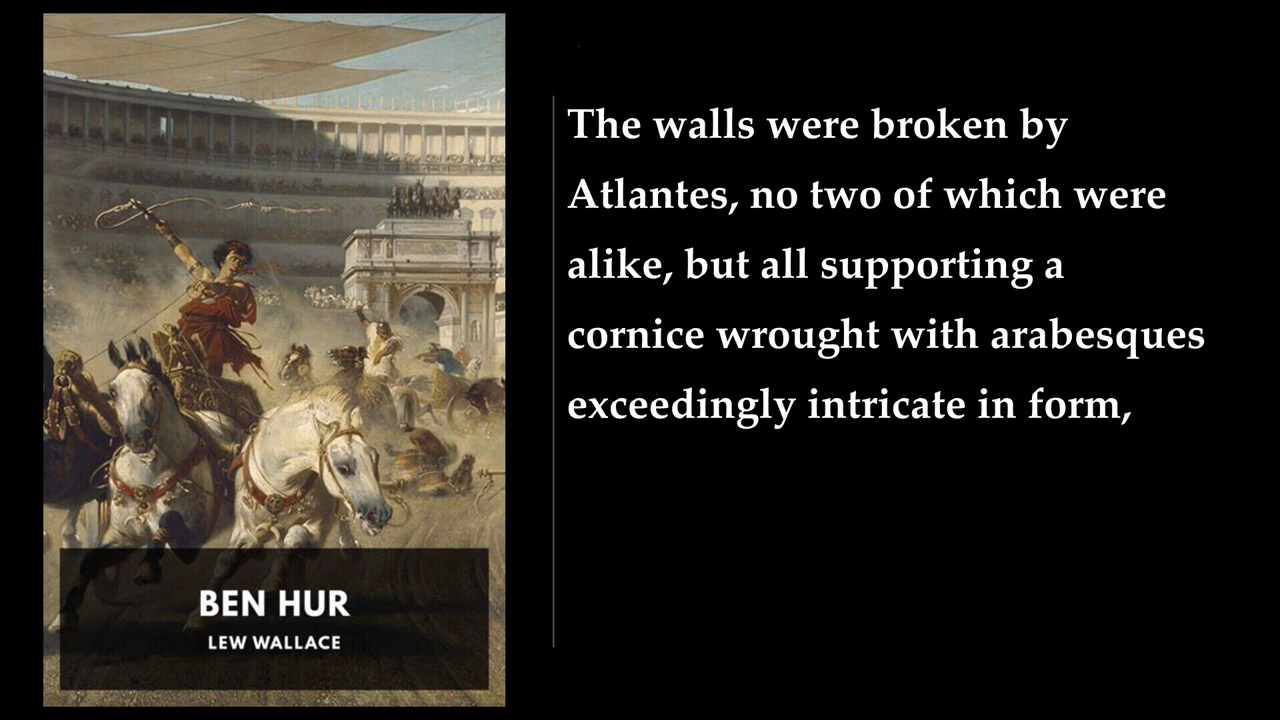 The walls were broken by
Atlantes, no two of which were
alike, but all supporting a
cornice wrought with arabesques
exceedingly intricate in form,
BEN HUR
LEW WALLACE